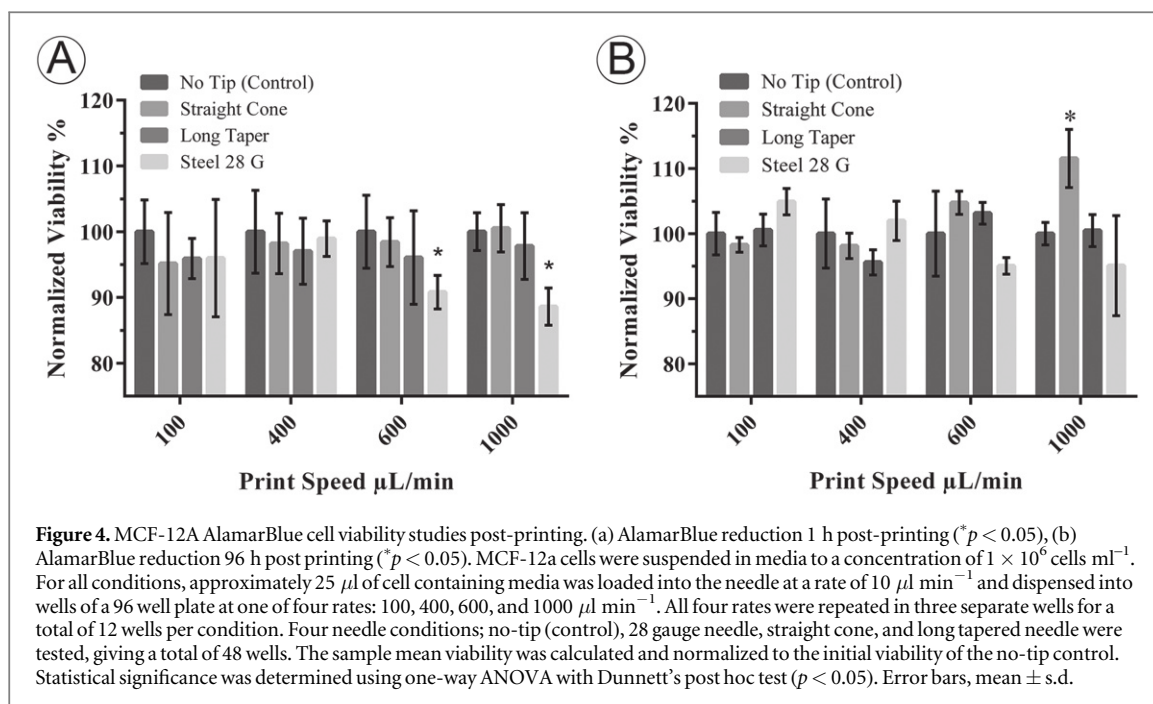 A
No Tip (Control)
Straight Cone
Long Taper
Steel 28 G
Normalized Viability %
120
110
100
90
80
*
*
100
400
600
1000
Print Speed µL/min
B
No Tip (Control)
Straight Cone
Long Taper
Steel 28 G
Normalized Viability %
120
110
100
90
80
*
100
400
600
1000
Print Speed µL/min
Figure 4. MCF-12A AlamarBlue cell viability studies post-printing. (a) AlamarBlue reduction 1 h post-printing (*p < 0.05), (b)
AlamarBlue reduction 96 h post printing (*p < 0.05). MCF-12a cells were suspended in media to a concentration of 1 × 10⁶ cells ml⁻¹.
For all conditions, approximately 25 µl of cell containing media was loaded into the needle at a rate of 10 µl min⁻¹ and dispensed into
wells of a 96 well plate at one of four rates: 100, 400, 600, and 1000 µl min⁻¹. All four rates were repeated in three separate wells for a
total of 12 wells per condition. Four needle conditions; no-tip (control), 28 gauge needle, straight cone, and long tapered needle were
tested, giving a total of 48 wells. The sample mean viability was calculated and normalized to the initial viability of the no-tip control.
Statistical significance was determined using one-way ANOVA with Dunnett's post hoc test (p < 0.05). Error bars, mean ± s.d.